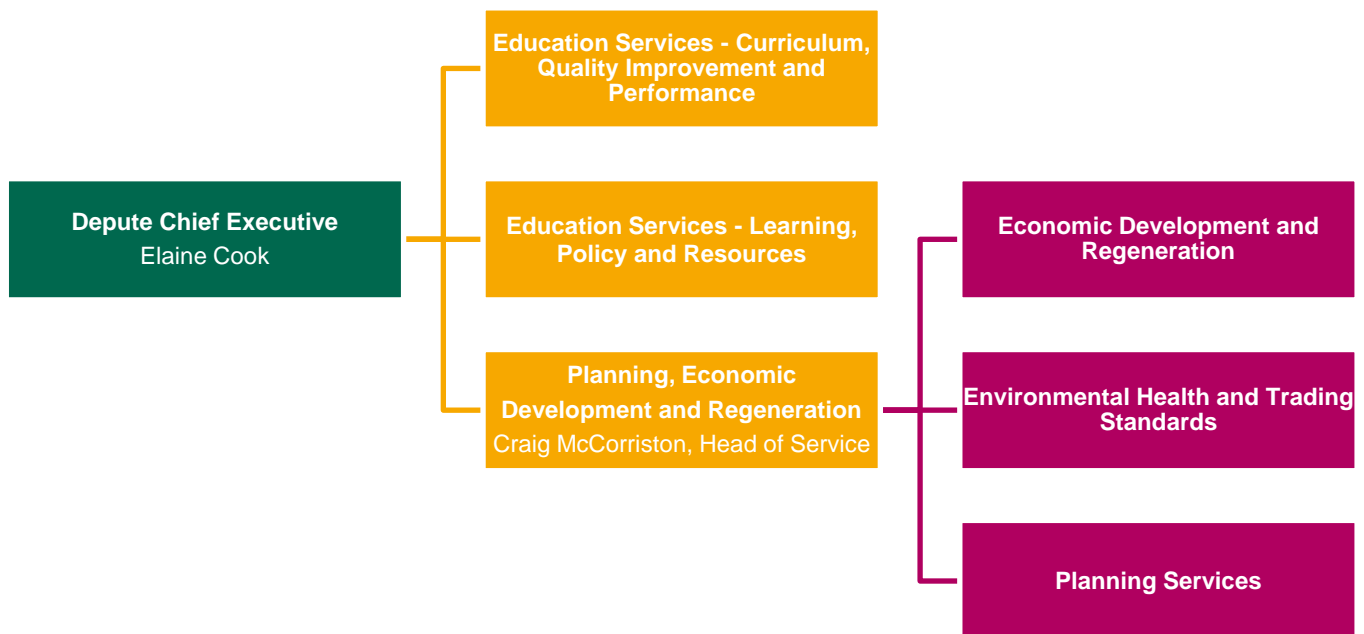 Education Services - Curriculum,
Quality Improvement and
Performance
Depute Chief Executive
Elaine Cook
Education Services - Learning,
Policy and Resources
Economic Development and
Regeneration
Planning, Economic
Development and Regeneration
Craig McCorriston, Head of Service
Environmental Health and Trading
Standards
Planning Services